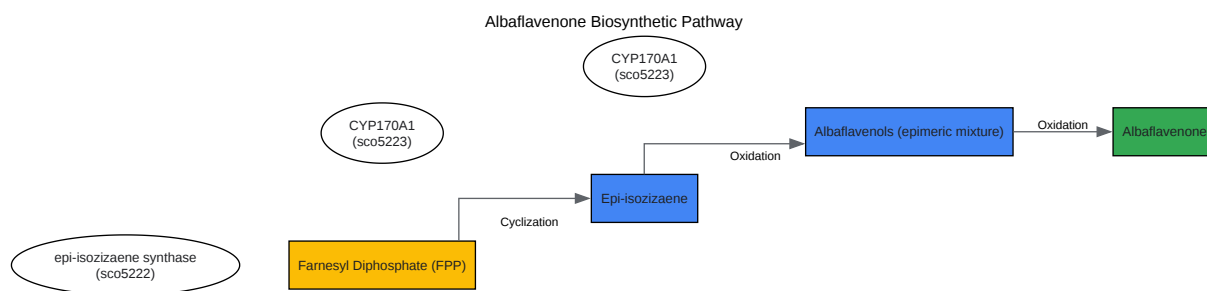 Albaflavenone Biosynthetic Pathway
CYP170A1
(sco5223)
CYP170A1
(sco5223)
Albaflavenols (epimeric mixture)
Oxidation
Albaflavenone
Oxidation
Epi-isozizaene
Cyclization
epi-isozizaene synthase
(sco5222)
Farnesyl Diphosphate (FPP)